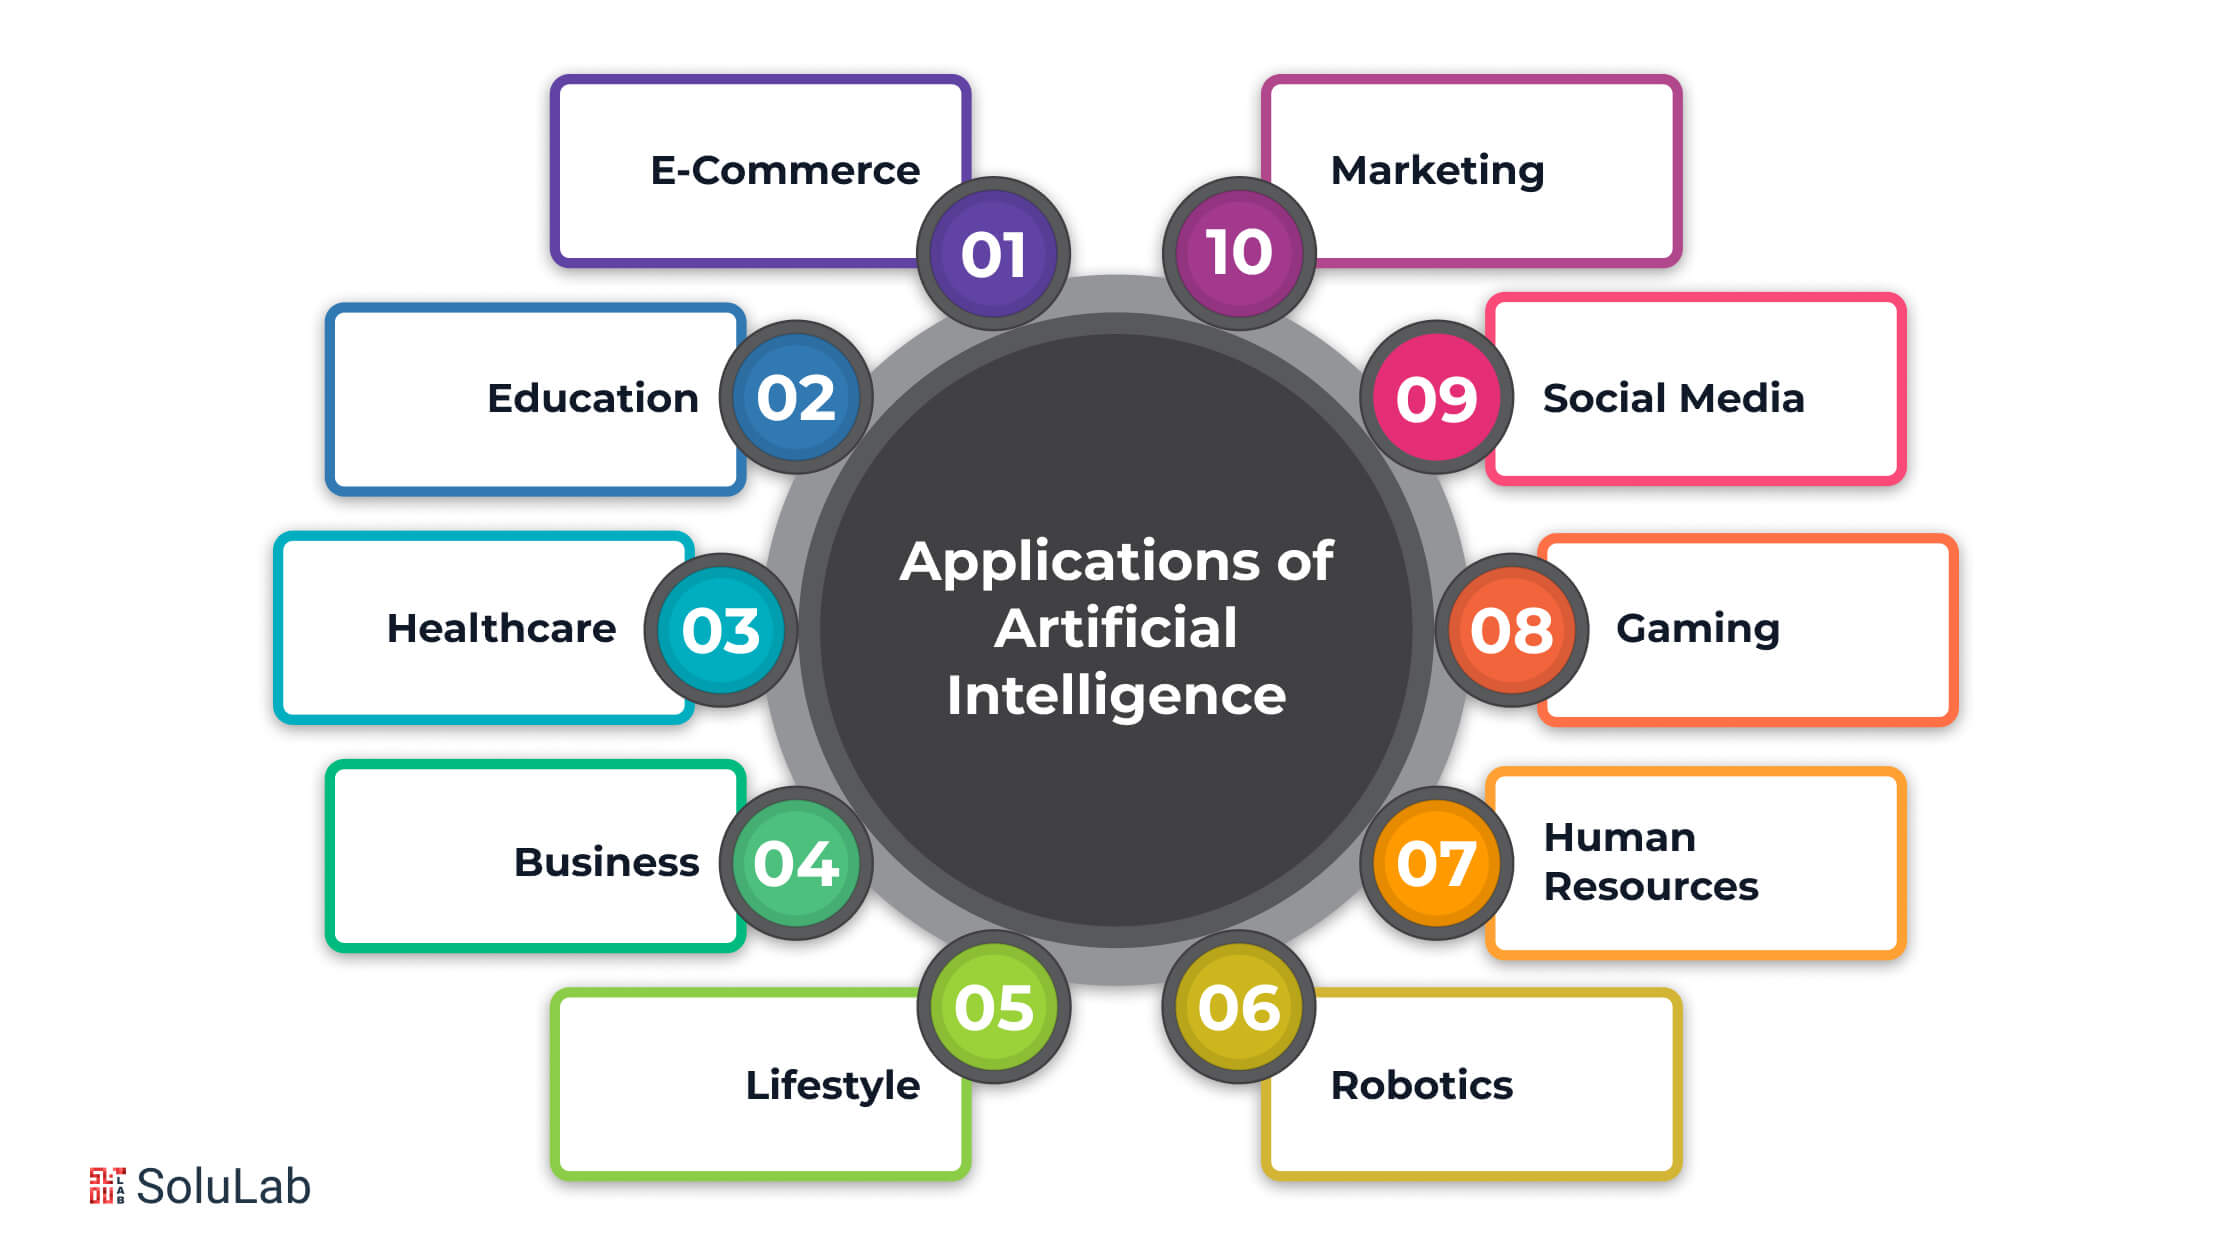 E-Commerce
01
Education
02
Healthcare
03
Business
04
Lifestyle
05
Applications of
Artificial
Intelligence
10
Marketing
09
Social Media
08
Gaming
07
Human
Resources
06
Robotics
SoluLab